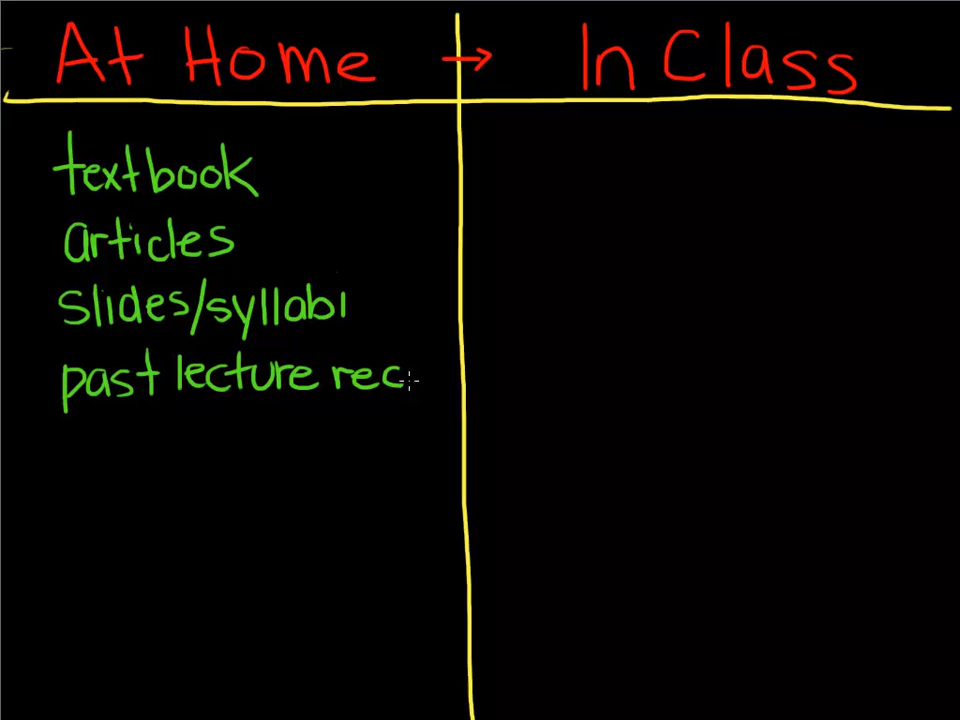 At Home → In Class
textbook
articles
slides/syllabi
past lecture rec